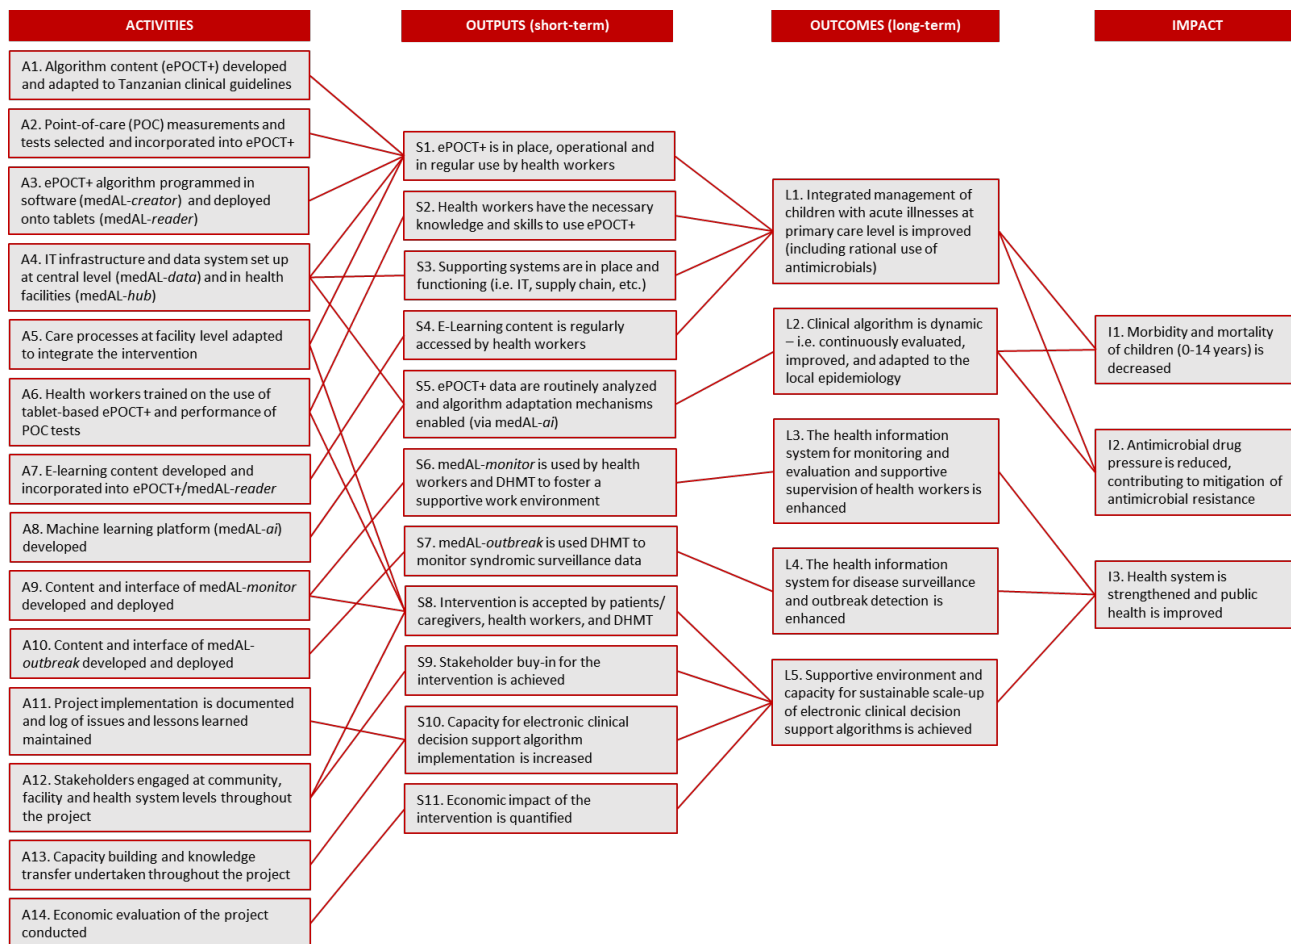 ACTIVITIES
A1. Algorithm content (ePOCT+) developed
and adapted to Tanzanian clinical guidelines
A2. Point-of-care (POC) measurements and
tests selected and incorporated into ePOCT+
A3. ePOCT+ algorithm programmed in
software (medAL-creator) and deployed
onto tablets (medAL-reader)
A4. IT infrastructure and data system set up
at central level (medAL-data) and in health
facilities (medAL-hub)
A5. Care processes at facility level adapted
to integrate the intervention
A6. Health workers trained on the use of
tablet-based ePOCT+ and performance of
POC tests
A7. E-learning content developed and
incorporated into ePOCT+/medAL-reader
A8. Machine learning platform (medAL-ai)
developed
A9. Content and interface of medAL-monitor
developed and deployed
A10. Content and interface of medAL-
outbreak developed and deployed
A11. Project implementation is documented
and log of issues and lessons learned
maintained
A12. Stakeholders engaged at community,
facility and health system levels throughout
the project
A13. Capacity building and knowledge
transfer undertaken throughout the project
A14. Economic evaluation of the project
conducted
OUTPUTS (short-term)
S1. ePOCT+ is in place, operational and
in regular use by health workers
S2. Health workers have the necessary
knowledge and skills to use ePOCT+
S3. Supporting systems are in place and
functioning (i.e. IT, supply chain, etc.)
S4. E-Learning content is regularly
accessed by health workers
S5. ePOCT+ data are routinely analyzed
and algorithm adaptation mechanisms
enabled (via medAL-ai)
S6. medAL-monitor is used by health
workers and DHMT to foster a
supportive work environment
S7. medAL-outbreak is used DHMT to
monitor syndromic surveillance data
S8. Intervention is accepted by patients/
caregivers, health workers, and DHMT
S9. Stakeholder buy-in for the
intervention is achieved
S10. Capacity for electronic clinical
decision support algorithm
implementation is increased
S11. Economic impact of the
intervention is quantified
OUTCOMES (long-term)
L1. Integrated management of
children with acute illnesses at
primary care level is improved
(including rational use of
antimicrobials)
L2. Clinical algorithm is dynamic
– i.e. continuously evaluated,
improved, and adapted to the
local epidemiology
L3. The health information
system for monitoring and
evaluation and supportive
supervision of health workers is
enhanced
L4. The health information
system for disease surveillance
and outbreak detection is
enhanced
L5. Supportive environment and
capacity for sustainable scale-up
of electronic clinical decision
support algorithms is achieved
IMPACT
I1. Morbidity and mortality
of children (0-14 years) is
decreased
I2. Antimicrobial drug
pressure is reduced,
contributing to mitigation of
antimicrobial resistance
I3. Health system is
strengthened and public
health is improved